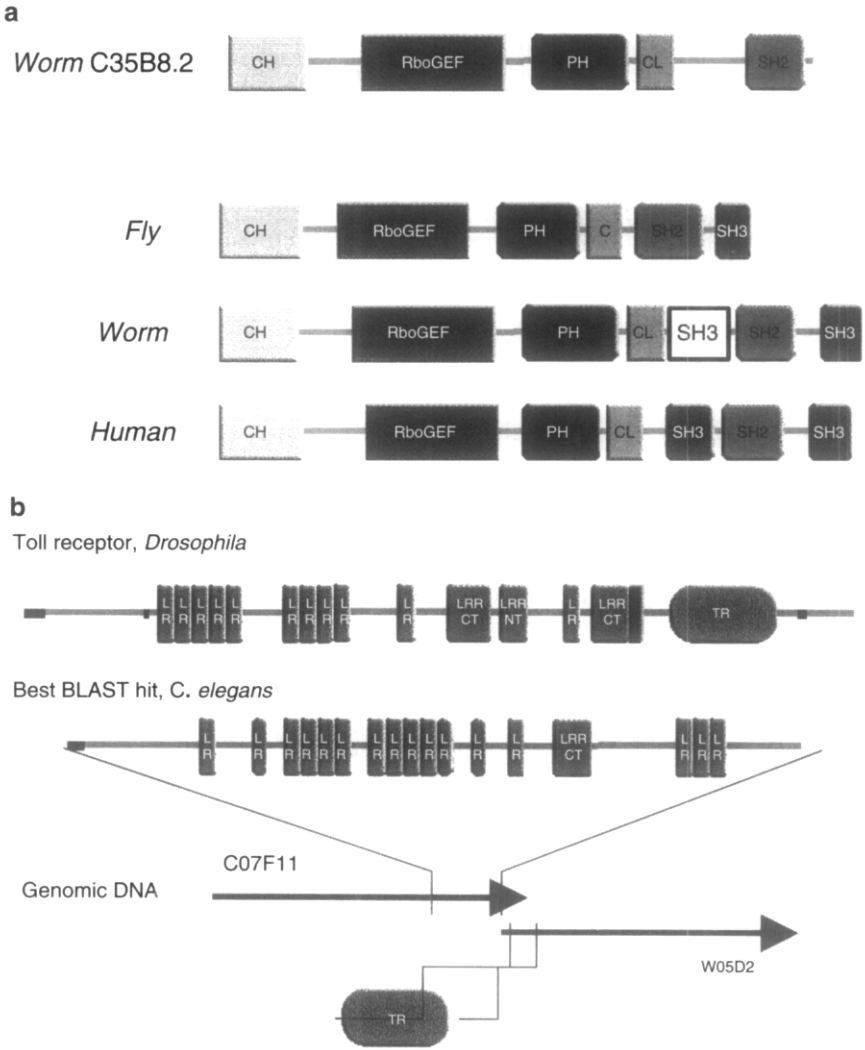 a
Worm C35B8.2
CH RboGEF PH CL SH2
Fly
CH RboGEF PH C SH2 SH3
Worm
CH RboGEF PH CL SH3 SH2 SH3
Human
CH RboGEF PH CL SH3 SH2 SH3
b
Toll receptor, Drosophila
L L L L L L L L L L LRR LRR L LRR TR
R R R R R R R R R R CT NT R CT
Best BLAST hit, C. elegans
L L L L L L L L L L L L L LRR L L L
R R R R R R R R R R R R R CT R R R
C07F11
Genomic DNA
W05D2
TR